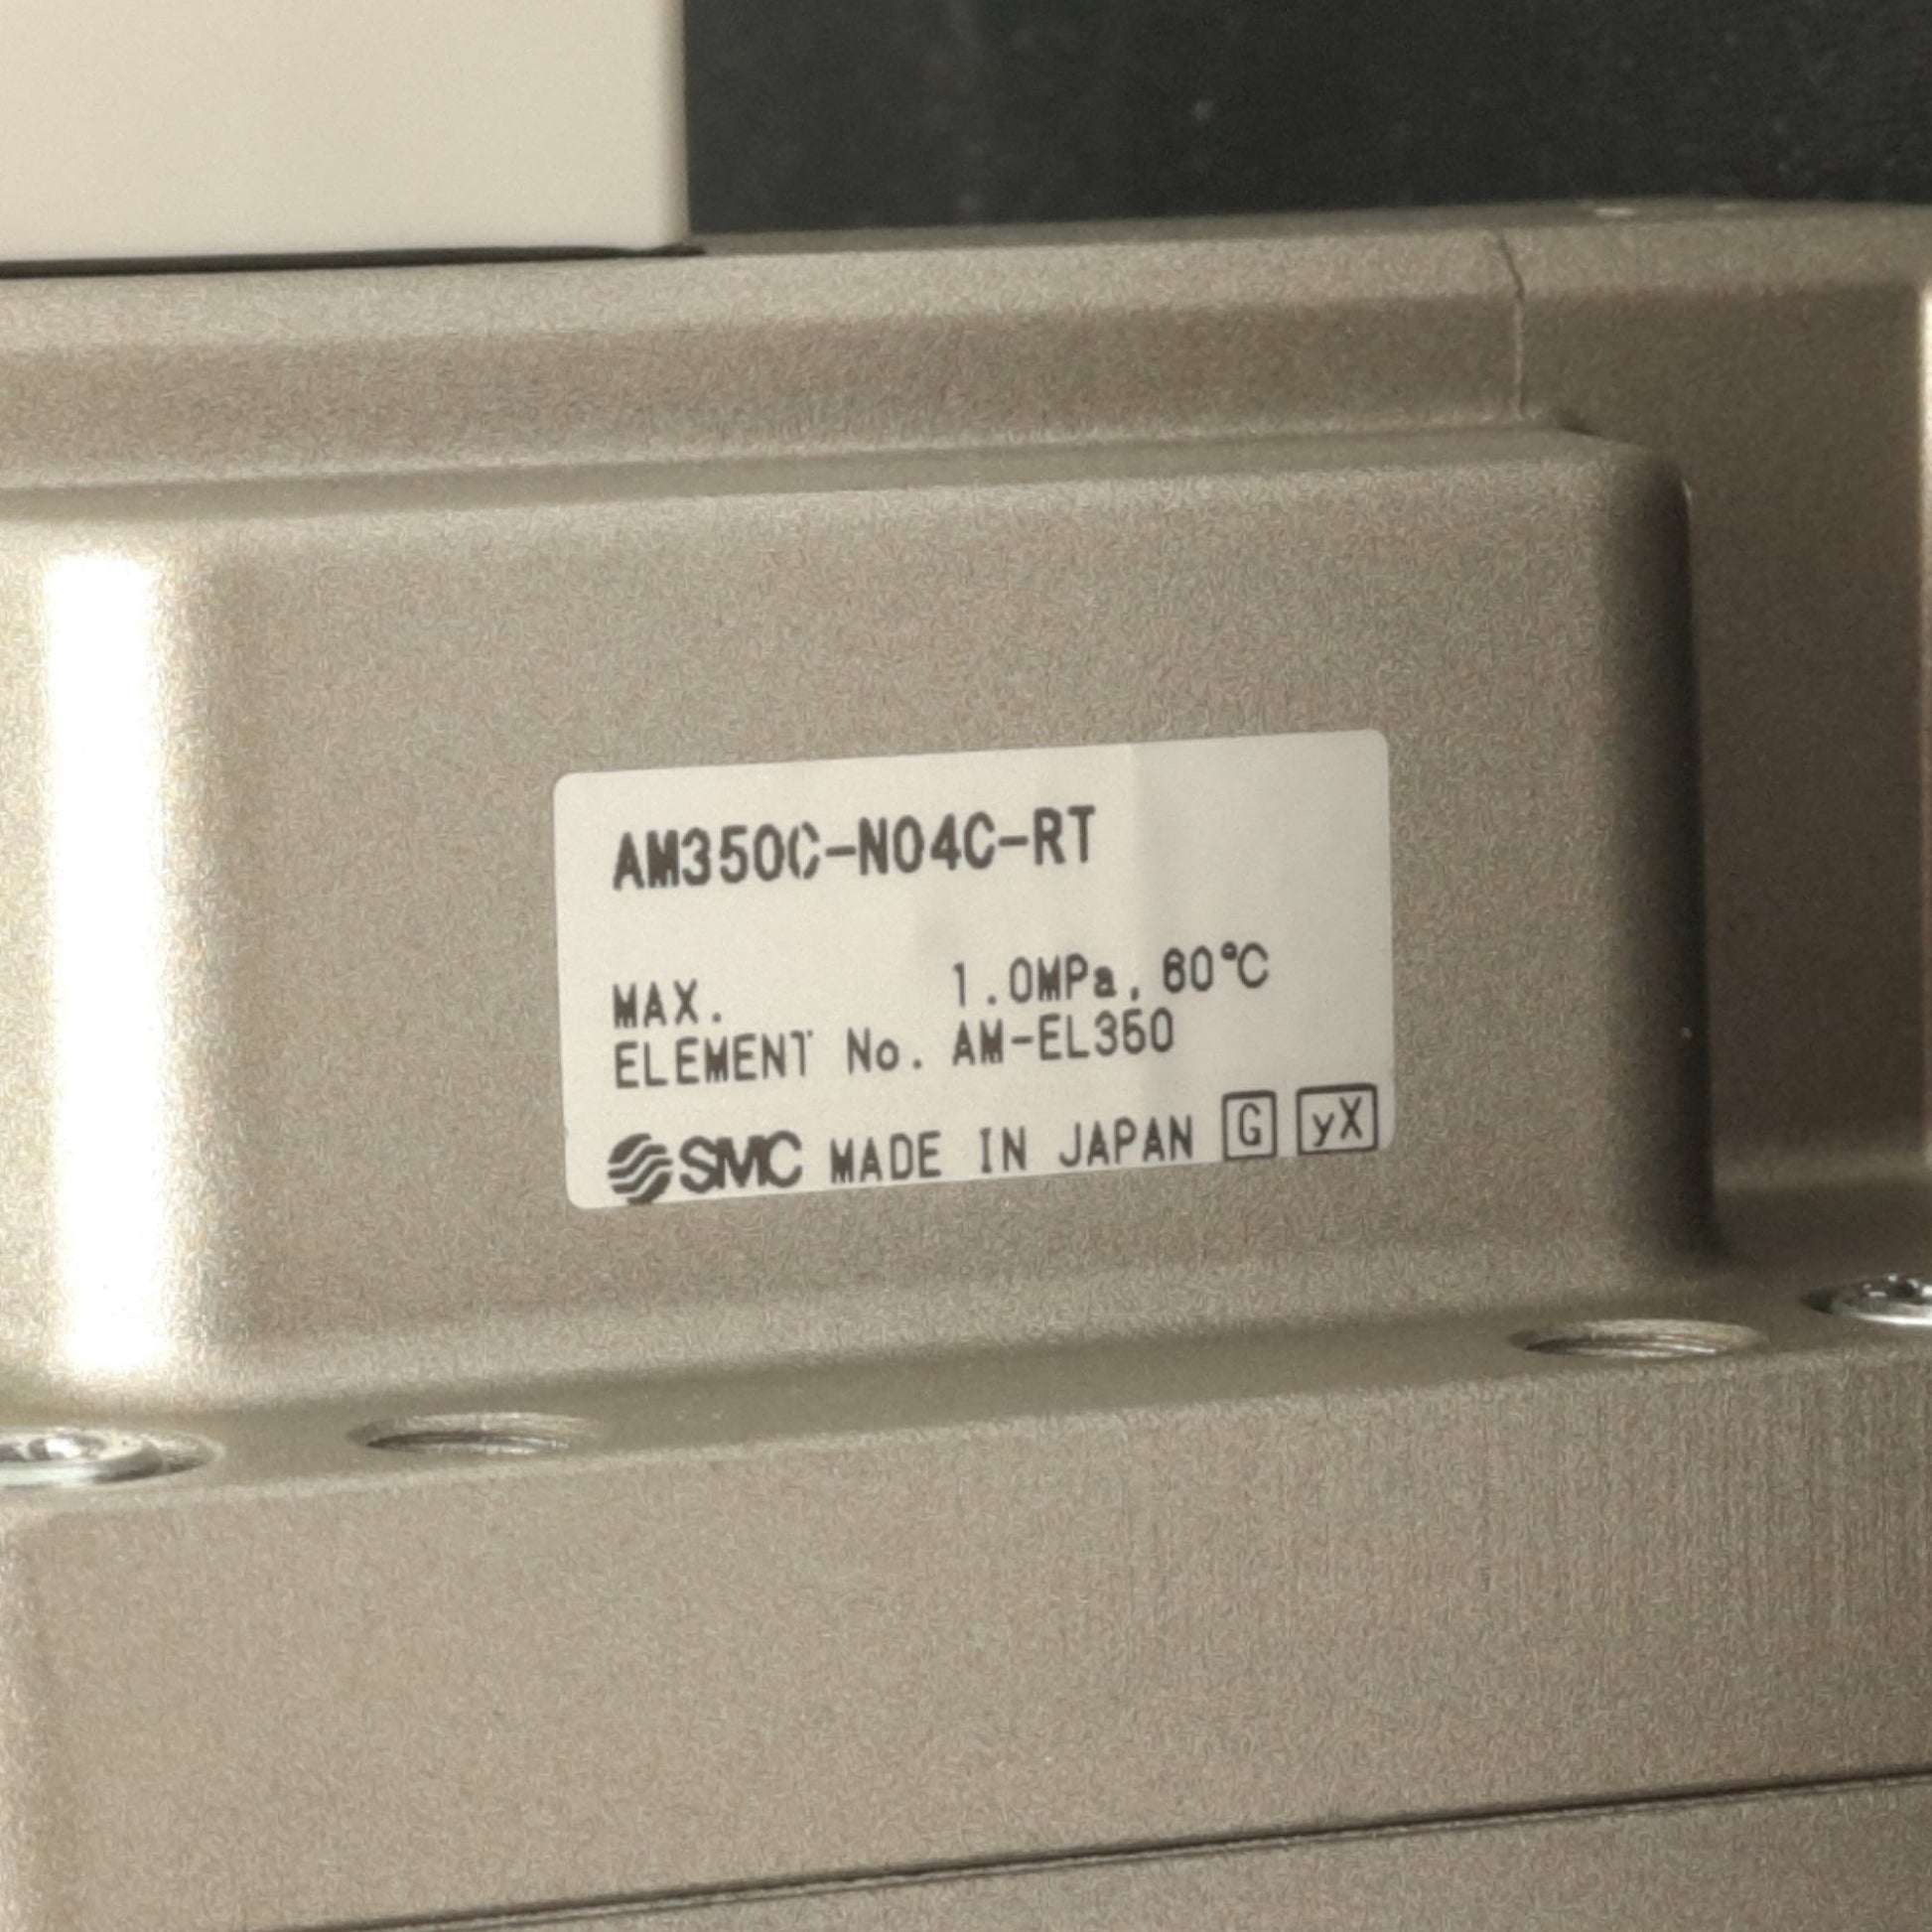 AM350C-N04C-RT
MAX. 1.0MPa, 60°C
ELEMENT No. AM-EL350
SMC MADE IN JAPAN G yX